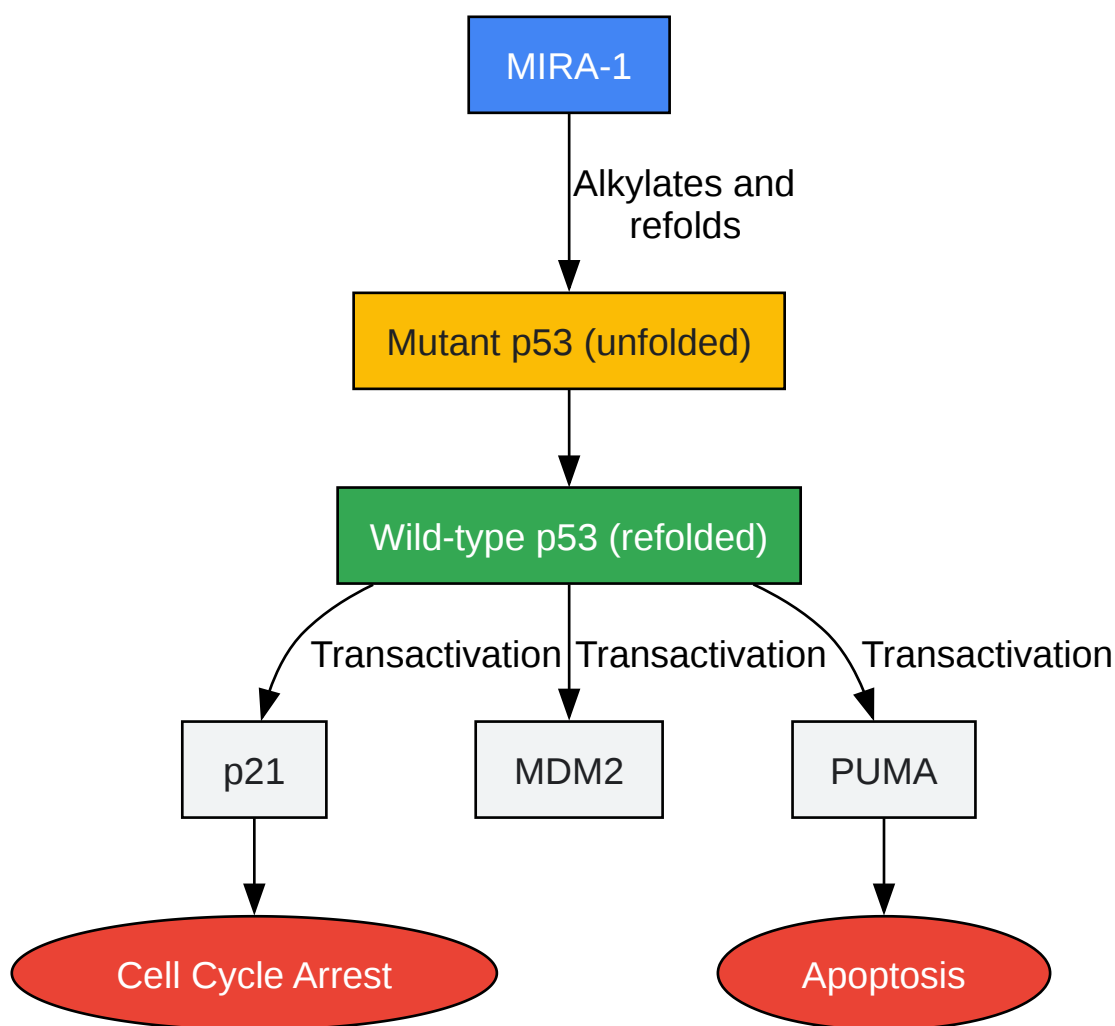 MIRA-1
Alkylates and
refolds
Mutant p53 (unfolded)
Wild-type p53 (refolded)
Transactivation
Transactivation
Transactivation
p21
MDM2
PUMA
Cell Cycle Arrest
Apoptosis